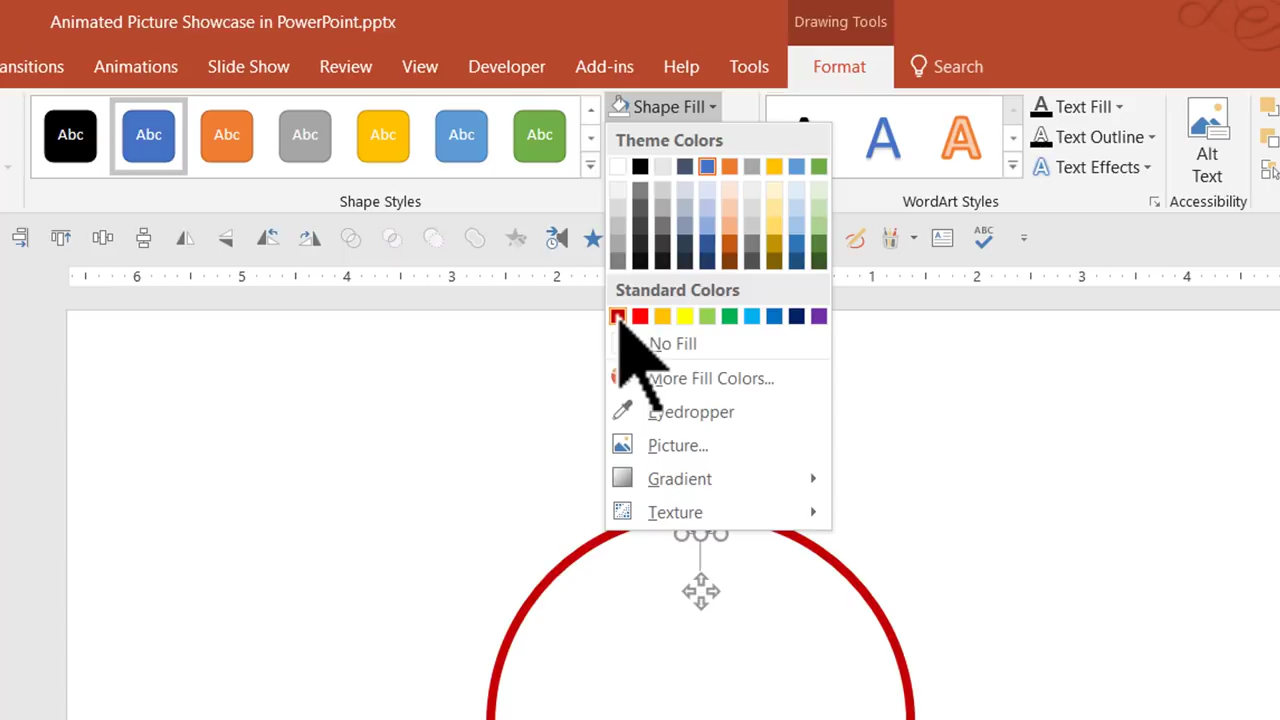 Animated Picture Showcase in PowerPoint.pptx
Drawing Tools
ansitions Animations Slide Show Review View Developer Add-ins Help Tools Format Search
Abc Abc Abc Abc Abc Abc Abc
Shape Styles
Shape Fill
Theme Colors
Standard Colors
No Fill
More Fill Colors...
Eyedropper
Picture...
Gradient
Texture
A A
WordArt Styles
A Text Fill
A Text Outline
A Text Effects
Alt
Text
Accessibility
ABC
6 5 4 3 2 1 2 3 4